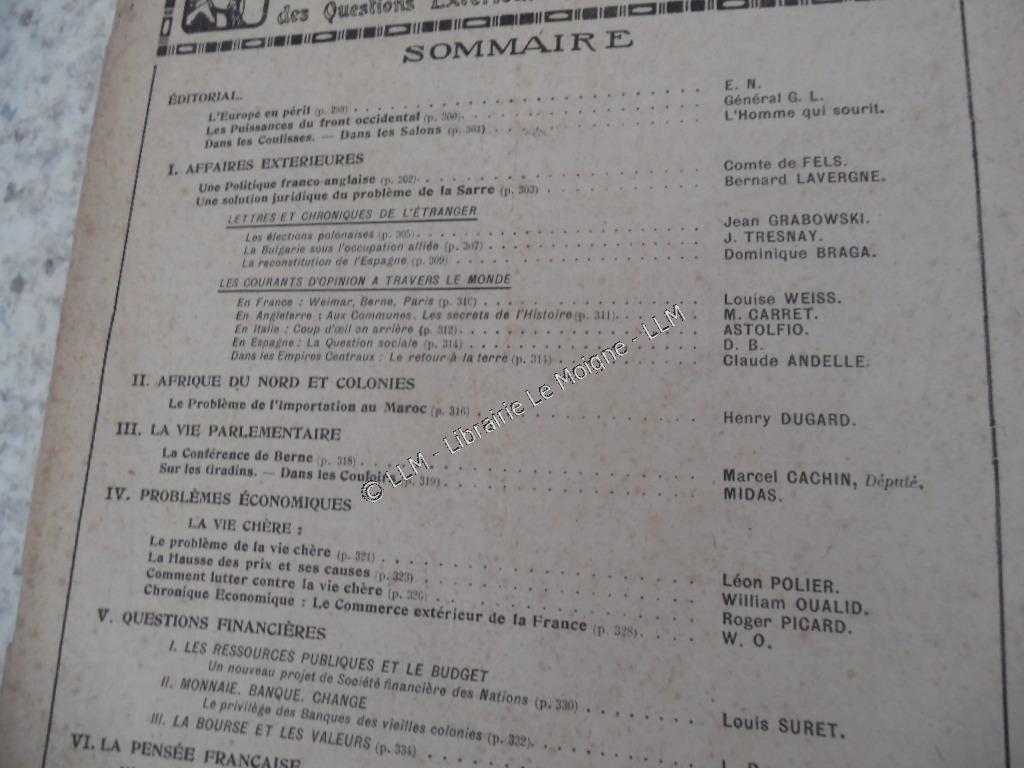 des Questions
SOMMAIRE
ÉDITORIAL.
L'Europe en péril (p. 298) E. N.
Les Puissances du front occidental (p. 300). Général G. L.
Dans les Coulisses. — Dans les Salons (p. 301) L'Homme qui sourit.
I. AFFAIRES EXTERIEURES
Une Politique franco-anglaise (p. 302). Comte de FELS.
Une solution juridique du problème de la Sarre (p. 303) Bernard LAVERGNE.
LETTRES ET CHRONIQUES DE L'ÉTRANGER
Les élections polonaises (p. 305). Jean GRABOWSKI.
La Bulgarie sous l'occupation alliée (p. 307) J. TRESNAY.
La reconstitution de l'Espagne (p. 309) Dominique BRAGA.
LES COURANTS D'OPINION A TRAVERS LE MONDE
En France : Weimar, Berne, Paris (p. 310) Louise WEISS.
En Angleterre : Aux Communes. Les secrets de l'Histoire (p. 311). M. CARRET.
En Italie : Coup d'œil en arrière (p. 312). ASTOLFIO.
En Espagne : La Question sociale (p. 314) D. B.
Dans les Empires Centraux : Le retour à la terre (p. 314) Claude ANDELLE.
II. AFRIQUE DU NORD ET COLONIES
Le Problème de l'Importation au Maroc (p. 316) Henry DUGARD.
III. LA VIE PARLEMENTAIRE
La Conférence de Berne (p. 318) Marcel CACHIN, Député.
Sur les Gradins. — Dans les Couloirs (p. 319) MIDAS.
IV. PROBLÈMES ÉCONOMIQUES
LA VIE CHÈRE :
Le problème de la vie chère (p. 321) Léon POLIER.
La Hausse des prix et ses causes (p. 323) William OUALID.
Comment lutter contre la vie chère (p. 326) Roger PICARD.
Chronique Economique : Le Commerce extérieur de la France (p. 328). W. O.
V. QUESTIONS FINANCIÈRES
I. LES RESSOURCES PUBLIQUES ET LE BUDGET
Un nouveau projet de Société financière des Nations (p. 330) Louis SURET.
II. MONNAIE, BANQUE, CHANGE
Le privilège des Banques des vieilles colonies (p. 332).
III. LA BOURSE ET LES VALEURS (p. 334)
VI. LA PENSÉE FRANÇAISE
© LLM - Librairie Le Moigne - LLM